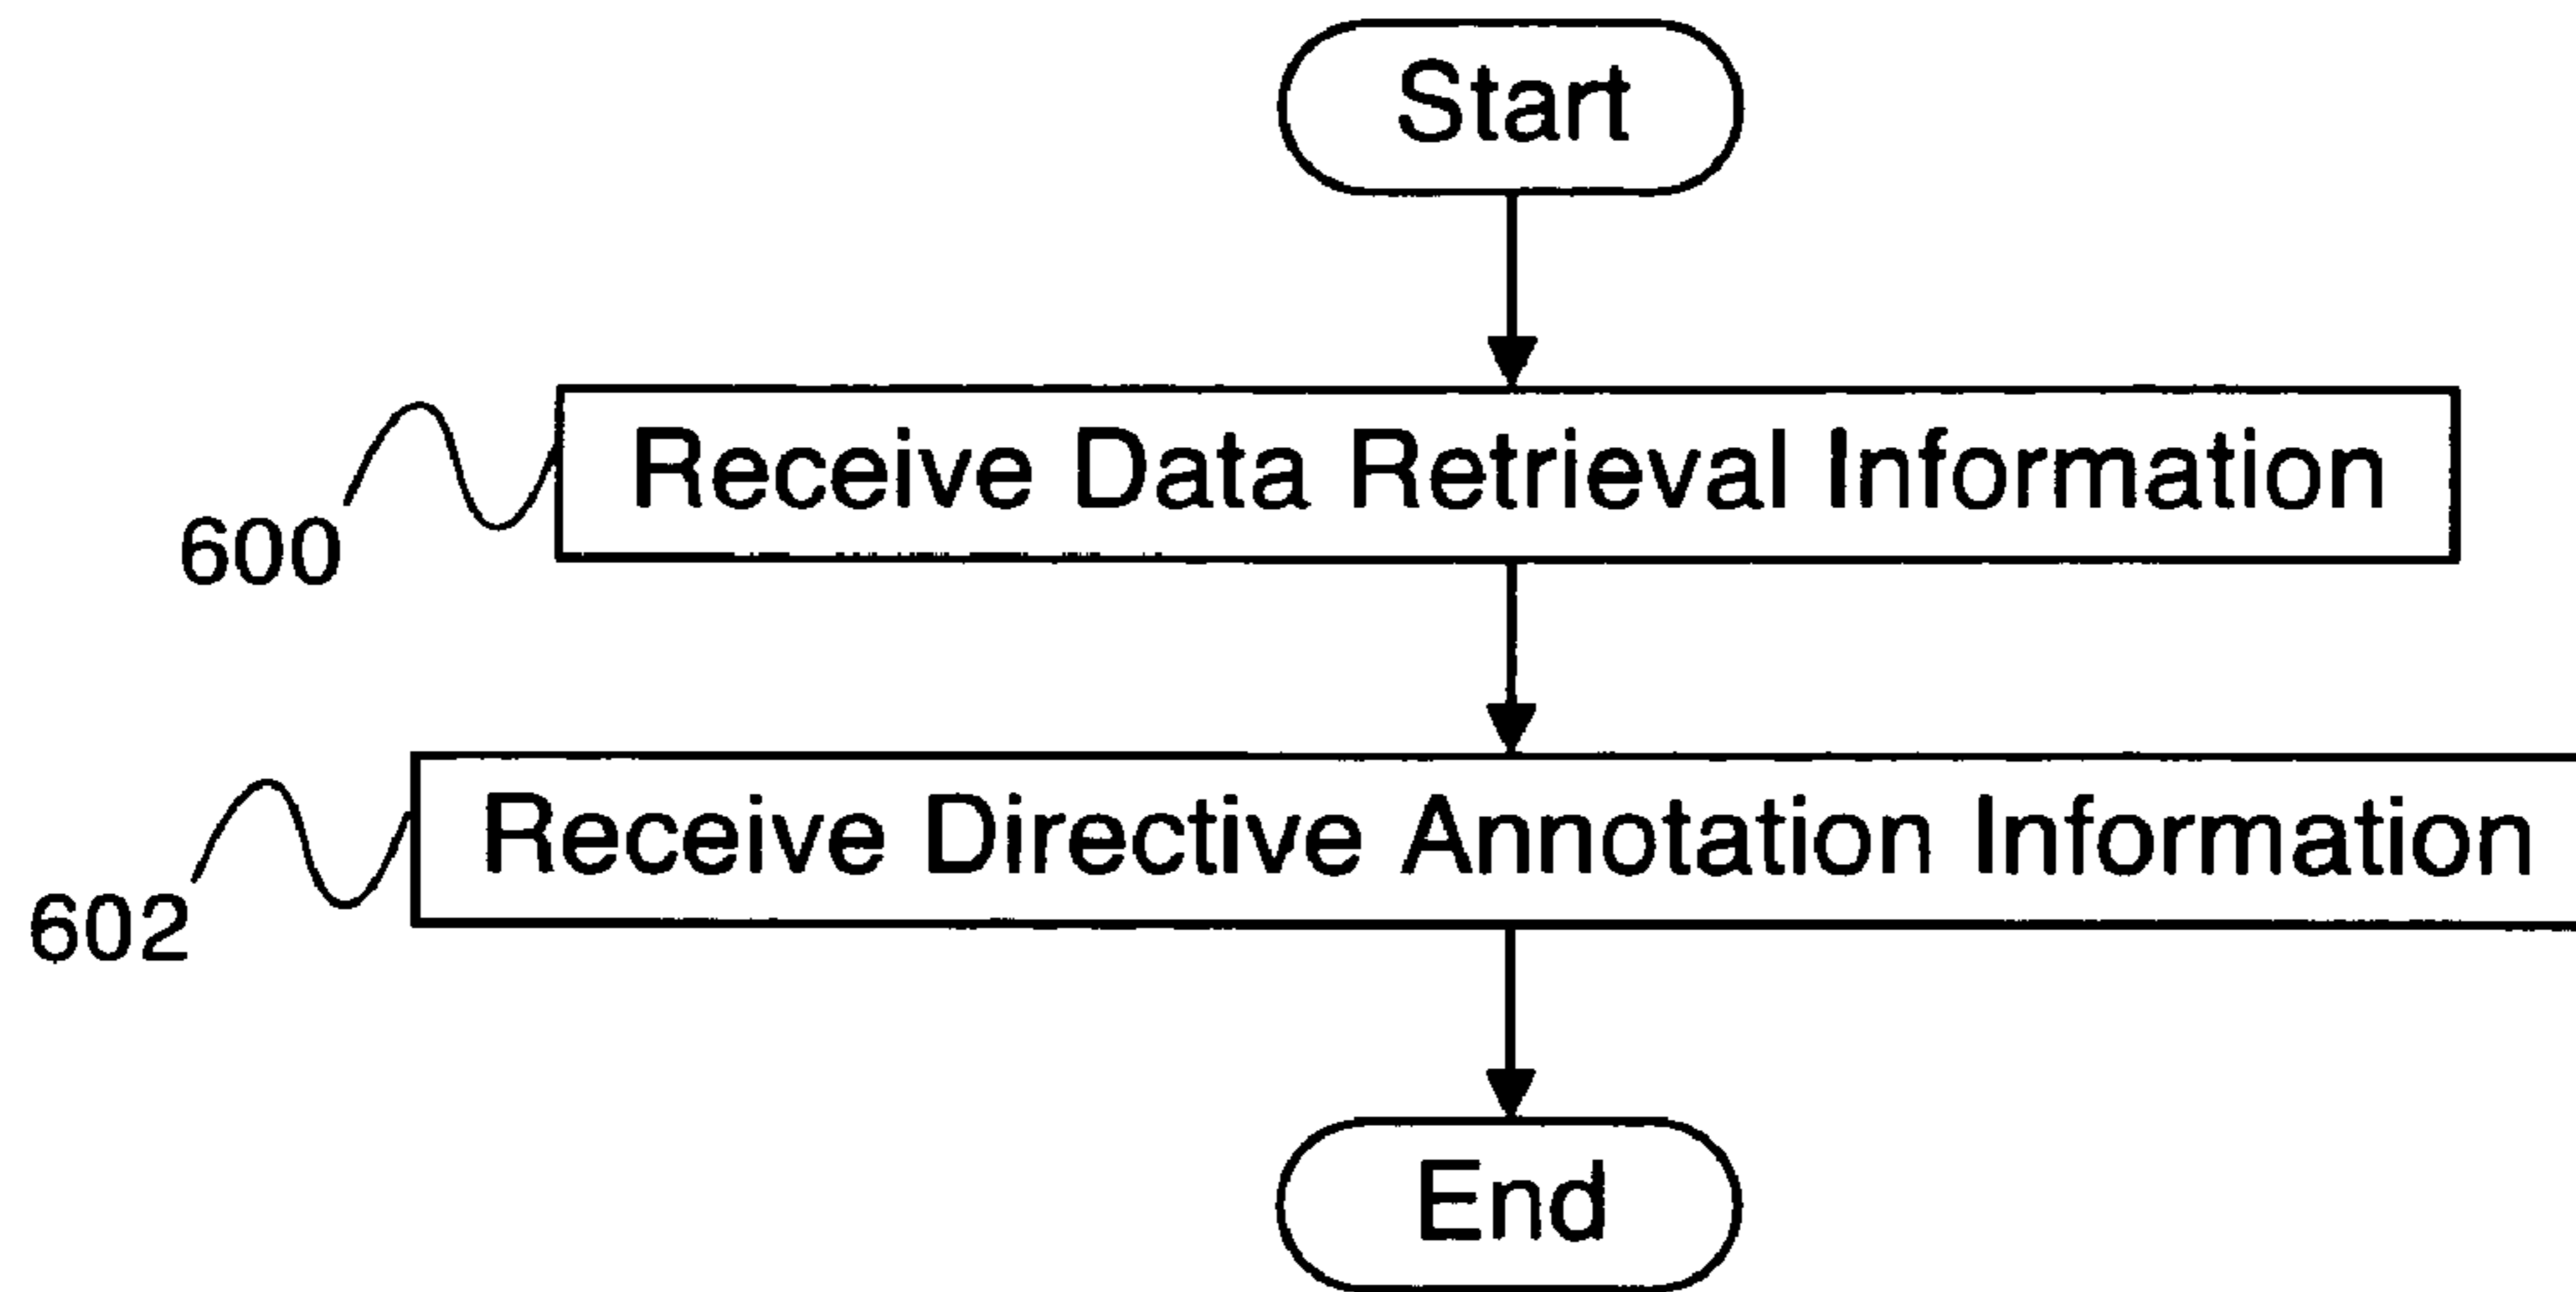 Start
Receive Data Retrieval Information
600
Receive Directive Annotation Information
602
End